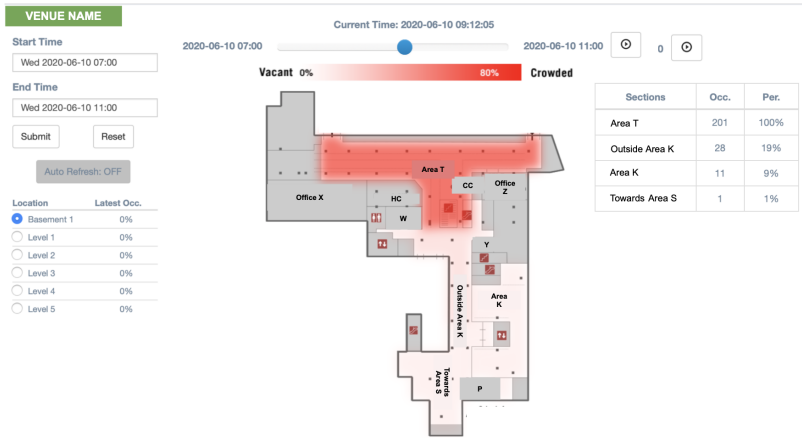 VENUE NAME
Current Time: 2020-06-10 09:12:05
Start Time
2020-06-10 07:00
2020-06-10 11:00
0
Wed 2020-06-10 07:00
Vacant 0%
80%
Crowded
End Time
Wed 2020-06-10 11:00
Submit
Reset
Auto Refresh: OFF
Location Latest Occ.
Basement 1 0%
Level 1 0%
Level 2 0%
Level 3 0%
Level 4 0%
Level 5 0%
Area T
CC
Office
Z
Office X
HC
W
Y
Outside Area K
Area
K
Towards
Area S
P
Sections Occ. Per.
Area T 201 100%
Outside Area K 28 19%
Area K 11 9%
Towards Area S 1 1%